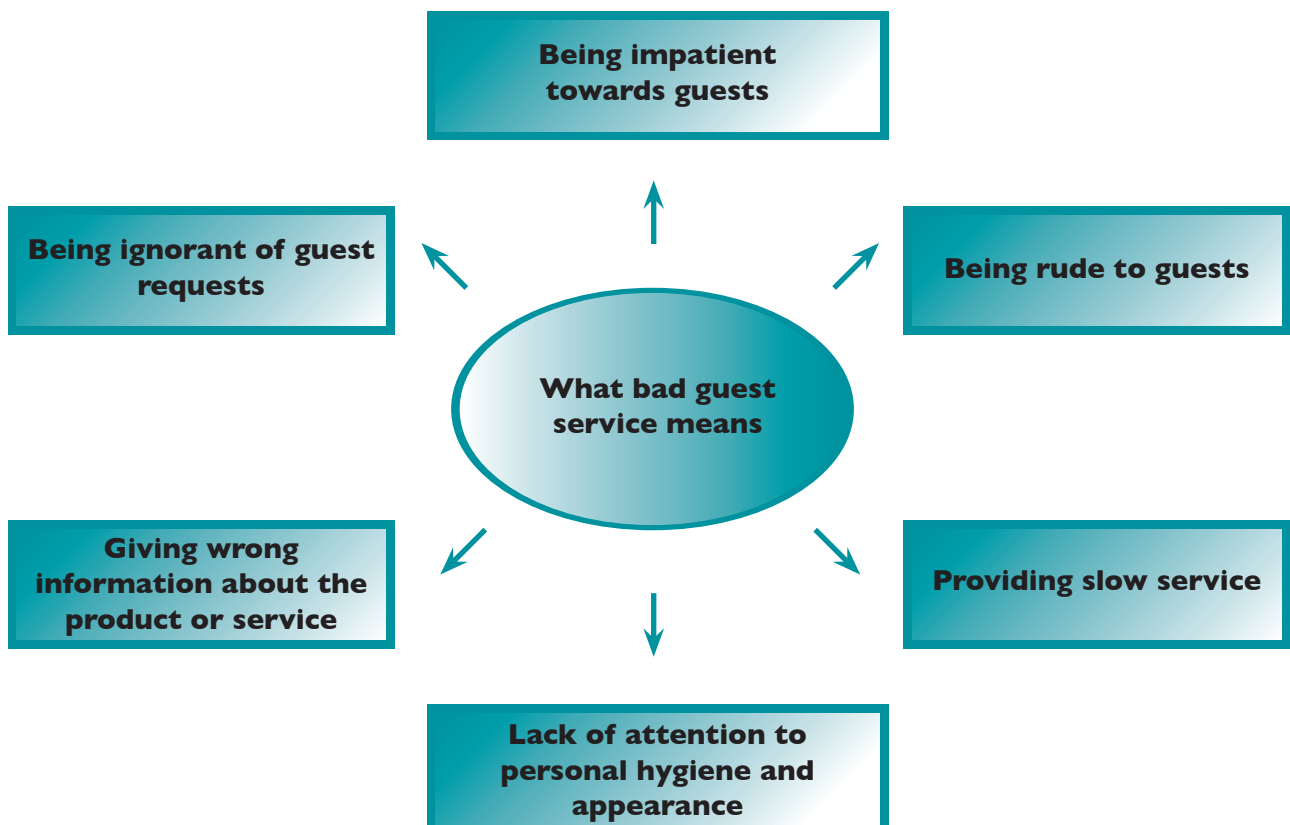 Being impatient
towards guests
Being ignorant of guest
requests
Being rude to guests
What bad guest
service means
Giving wrong
information about the
product or service
Providing slow service
Lack of attention to
personal hygiene and
appearance